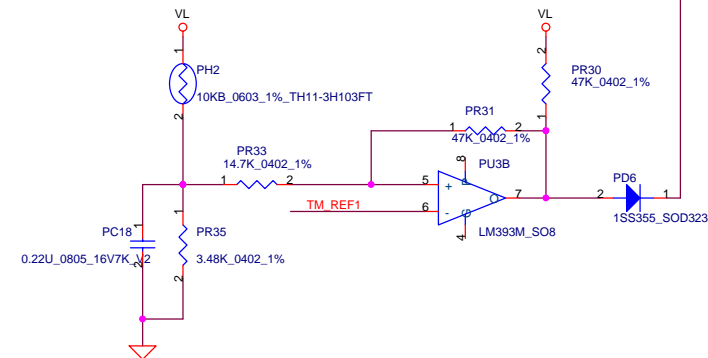 VL
VL
1
2
PH2
PR30
10KB_0603_1%_TH11-3H103FT
47K_0402_1%
2
1
PR31
1
2
47K_0402_1%
PR33
14.7K_0402_1%
8
PU3B
1
2
5
+
P
7
2
PD6
1
TM_REF1
6
-
G
1SS355_SOD323
4
LM393M_SO8
1
1
PC18
PR35
0.22U_0805_16V7K_V2
3.48K_0402_1%
2
2